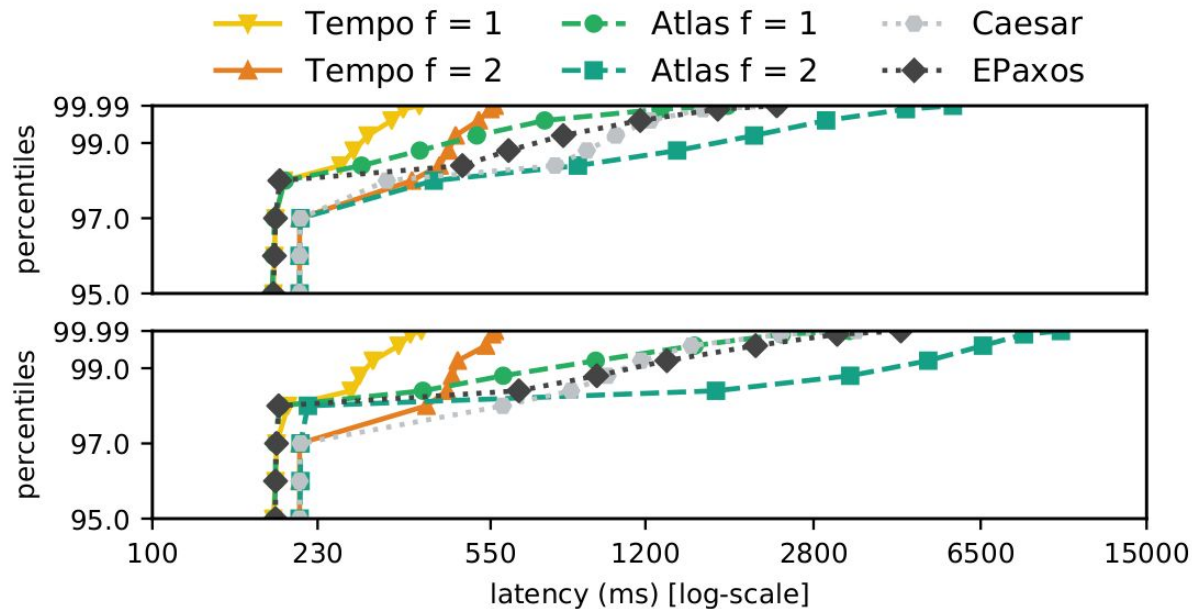 Tempo f = 1 Atlas f = 1 Caesar
Tempo f = 2 Atlas f = 2 EPaxos
99.99
99.0
97.0
95.0
percentiles
99.99
99.0
97.0
95.0
percentiles
100 230 550 1200 2800 6500 15000
latency (ms) [log-scale]